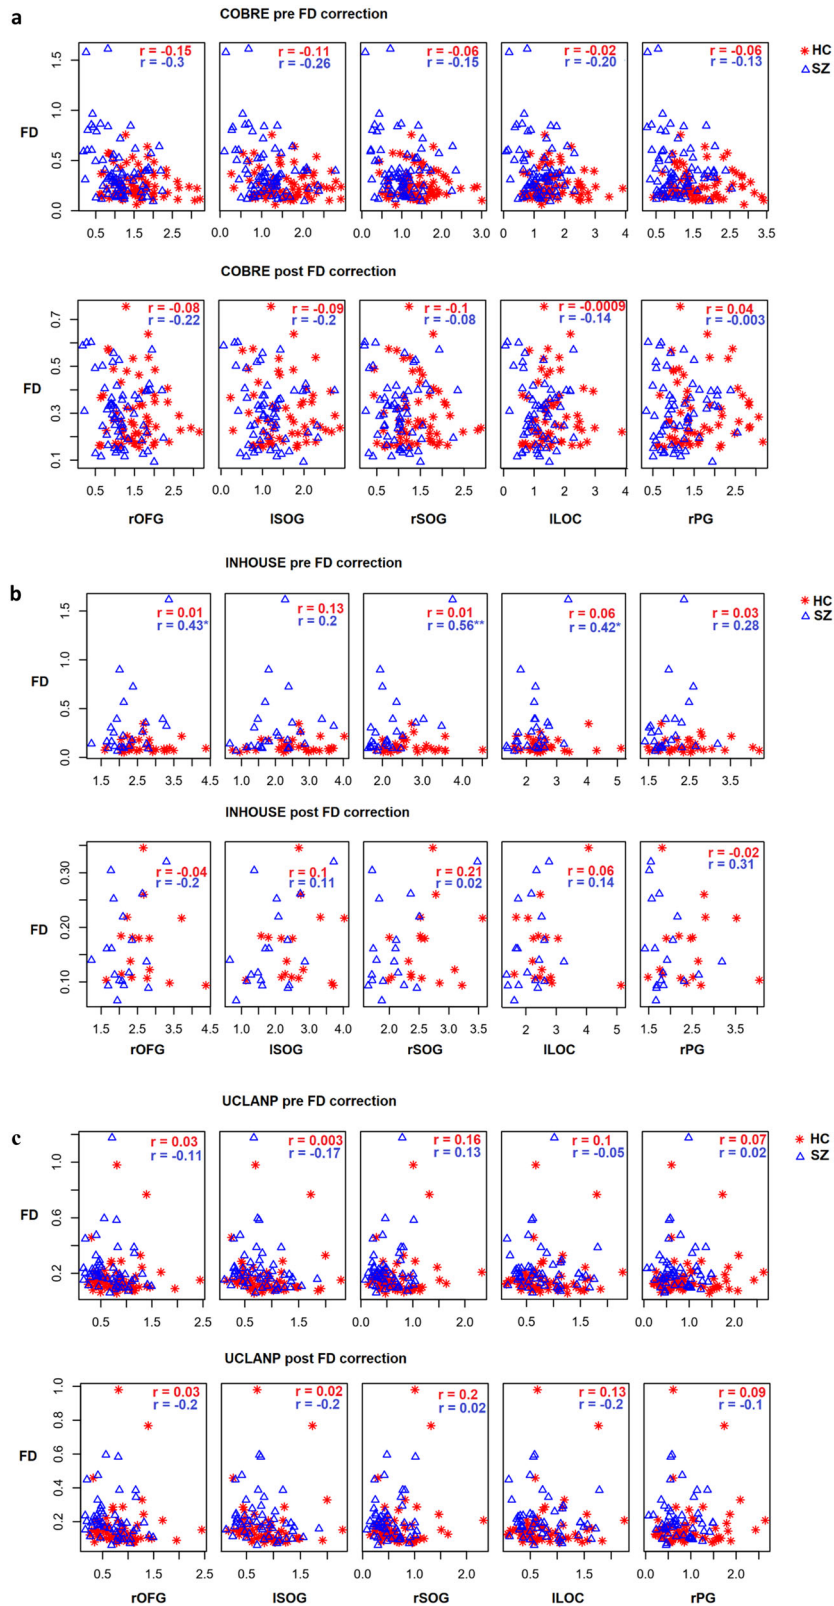 a
COBRE pre FD correction
r = -0.15 r = -0.11 r = -0.06 r = -0.02 r = -0.06 HC
r = -0.3 r = -0.26 r = -0.15 r = -0.20 r = -0.13 SZ
1.5
1.0
FD
0.5
0.0
0.5 1.5 2.5 0.0 1.0 2.0 0.0 1.0 2.0 3.0 0 1 2 3 4 0.5 1.5 2.5 3.5
COBRE post FD correction
r = -0.08 r = -0.09 r = -0.1 r = -0.0009 r = 0.04
r = -0.22 r = -0.2 r = -0.08 r = -0.14 r = -0.003
0.7
0.5
FD
0.3
0.1
0.5 1.5 2.5 0.0 1.0 2.0 0.5 1.5 2.5 0 1 2 3 4 0.5 1.5 2.5
rOFG lSOG rSOG lLOC rPG
INHOUSE pre FD correction
b
HC
SZ
r = 0.01 r = 0.13 r = 0.01 r = 0.06 r = 0.03
r = 0.43* r = 0.2 r = 0.56** r = 0.42* r = 0.28
1.5
1.0
FD
0.5
0.0
1.5 2.5 3.5 4.5 1.0 2.0 3.0 4.0 2.0 3.0 4.0 2 3 4 5 1.5 2.5 3.5
INHOUSE post FD correction
r = -0.04 r = 0.1 r = 0.21 r = 0.06 r = -0.02
r = -0.2 r = 0.11 r = 0.02 r = 0.14 r = 0.31
0.30
FD
0.20
0.10
1.5 2.5 3.5 4.5 1.0 2.0 3.0 4.0 2.0 2.5 3.0 3.5 2 3 4 5 1.5 2.5 3.5
rOFG lSOG rSOG lLOC rPG
UCLANP pre FD correction
c
HC
SZ
r = 0.03 r = 0.003 r = 0.16 r = 0.1 r = 0.07
r = -0.11 r = -0.17 r = 0.13 r = -0.05 r = 0.02
1.0
FD
0.6
0.2
0.5 1.5 2.5 0.5 1.0 1.5 2.0 0.0 1.0 2.0 0.5 1.5 0.0 1.0 2.0
UCLANP post FD correction
r = 0.03 r = 0.02 r = 0.2 r = 0.13 r = 0.09
r = -0.2 r = -0.2 r = 0.02 r = -0.2 r = -0.1
1.0
0.8
FD
0.6
0.4
0.2
0.5 1.5 2.5 0.5 1.0 1.5 2.0 0.0 1.0 2.0 0.5 1.5 0.0 1.0 2.0
rOFG lSOG rSOG lLOC rPG